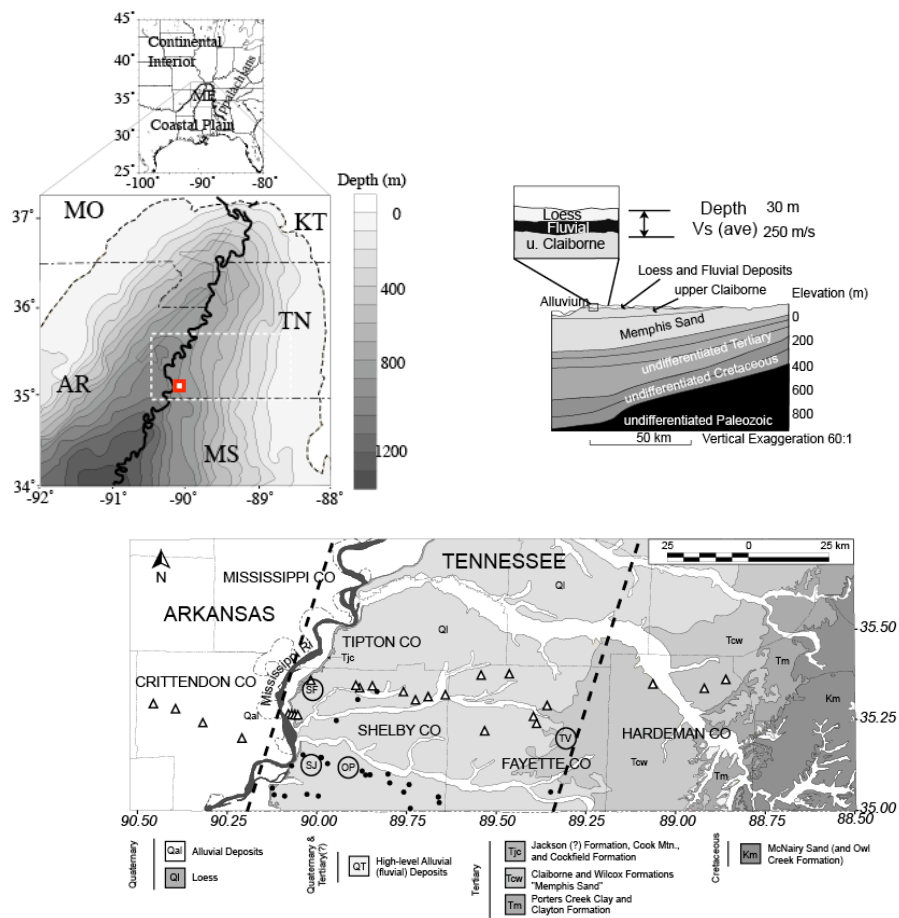 45°
Continental
40°
Interior
35°
ME
Appalachians
Coastal Plain
30°
25°
-100° -90° -80°
Depth (m)
0
400
800
1200
37°
36°
35°
34°
MO
KT
TN
AR
MS
-92° -91° -90° -89° -88°
Loess
Fluvial
u. Claiborne
Depth 30 m
Vs (ave) 250 m/s
Loess and Fluvial Deposits
upper Claiborne
Alluvium
Elevation (m)
Memphis Sand
0
undifferentiated Tertiary
200
undifferentiated Cretaceous
400
600
undifferentiated Paleozoic
800
50 km Vertical Exaggeration 60:1
25 0 25 km
N
TENNESSEE
MISSISSIPPI CO
Ql
ARKANSAS
35.50
TIPTON CO
Ql
Tcw
Tjc
Tm
Mississippi Ri
CRITTENDON CO
SF
Km
Qal
35.25
SHELBY CO
HARDEMAN CO
TV
SJ
OP
FAYETTE CO
Tcw
Tm
35.00
90.50 90.25 90.00 89.75 89.50 89.25 89.00 88.75 88.50
Quaternary
Qal Alluvial Deposits
Ql Loess
Quaternary &
Tertiary(?)
QT High-level Alluvial
(fluvial) Deposits
Tertiary
Tjc Jackson (?) Formation, Cook Mtn.,
and Cockfield Formation
Tcw Claiborne and Wilcox Formations
"Memphis Sand"
Tm Porters Creek Clay and
Clayton Formation
Cretaceous
Km McNairy Sand (and Owl
Creek Formation)